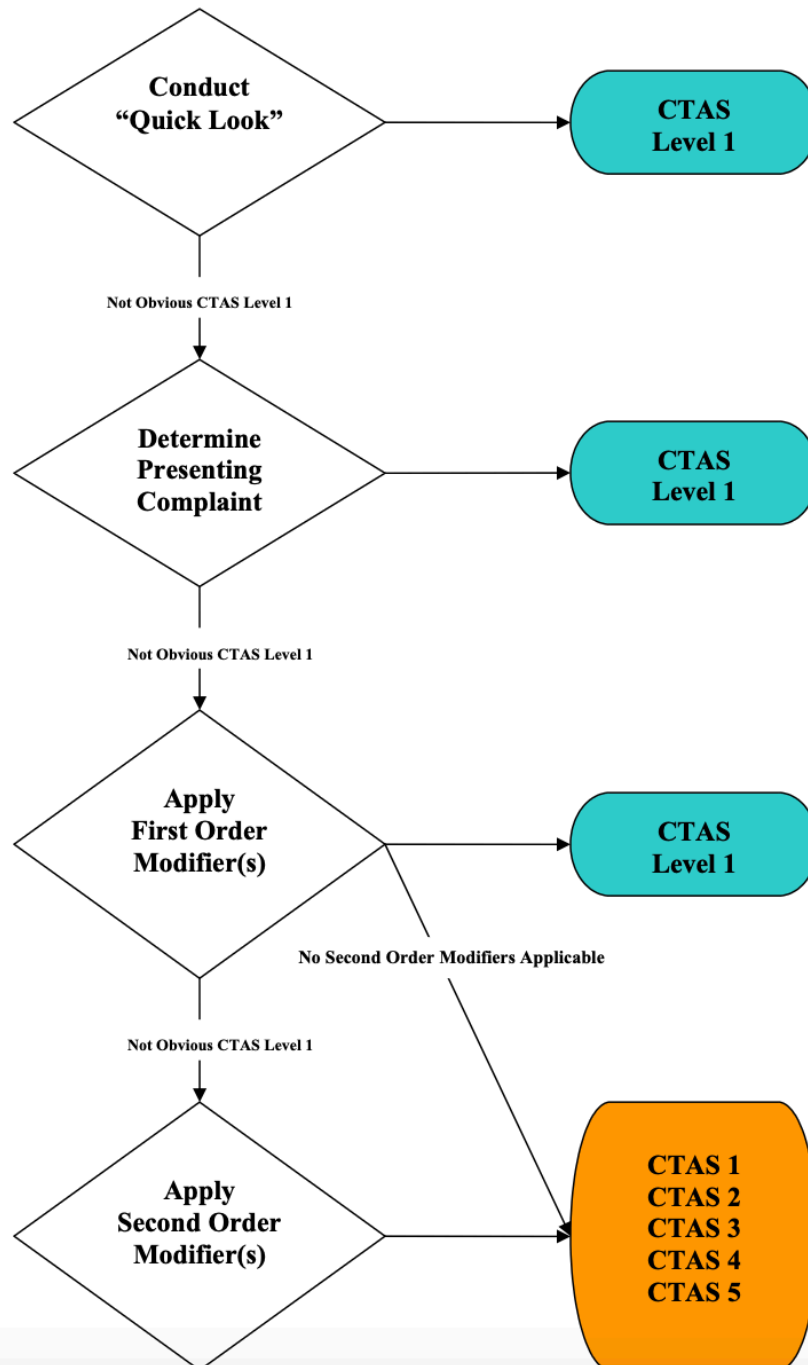 Conduct
“Quick Look”
CTAS
Level 1
Not Obvious CTAS Level 1
Determine
Presenting
Complaint
CTAS
Level 1
Not Obvious CTAS Level 1
Apply
First Order
Modifier(s)
CTAS
Level 1
No Second Order Modifiers Applicable
Not Obvious CTAS Level 1
Apply
Second Order
Modifier(s)
CTAS 1
CTAS 2
CTAS 3
CTAS 4
CTAS 5